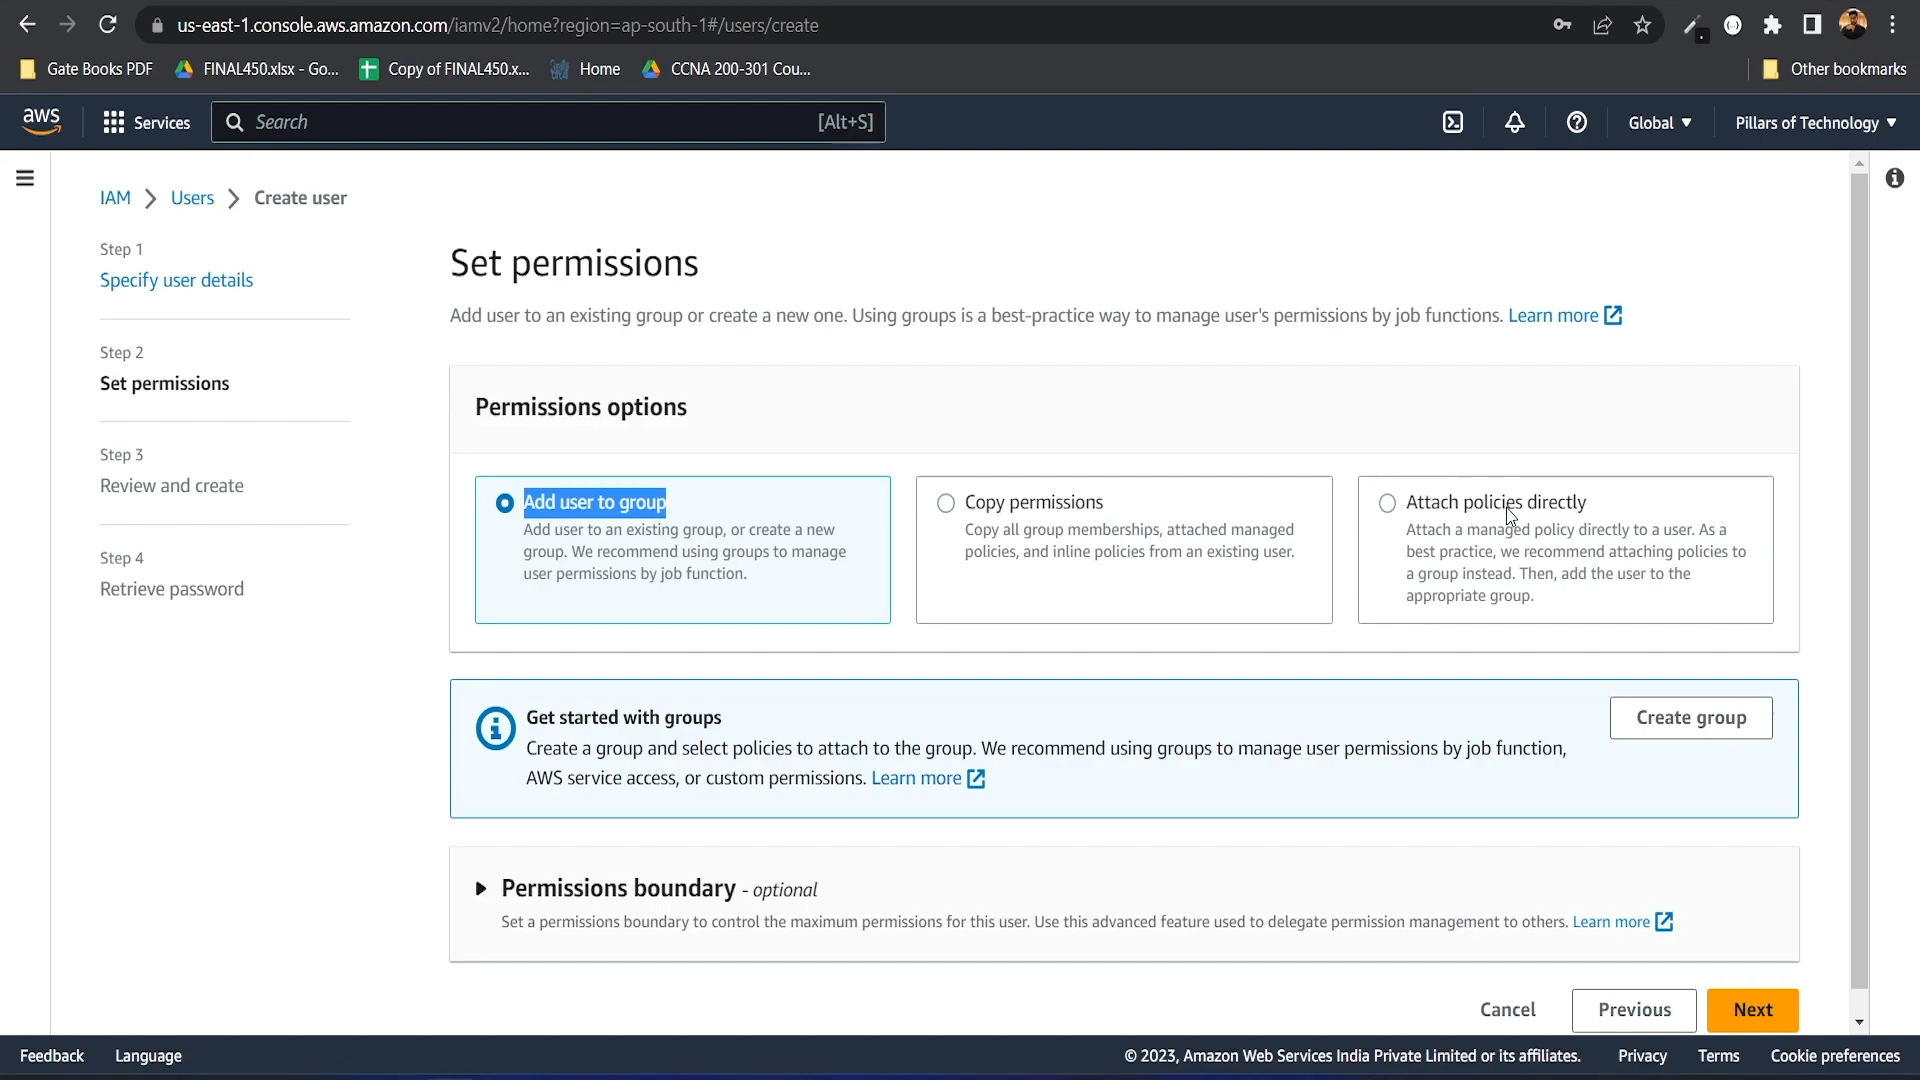 us-east-1.console.aws.amazon.com/iamv2/home?region=ap-south-1#/users/create
Gate Books PDF
FINAL450.xlsx - Go...
Copy of FINAL450.x...
Home
CCNA 200-301 Cou...
Other bookmarks
aws
Services
Search
[Alt+S]
Global
Pillars of Technology
IAM
Users
Create user
Step 1
Specify user details
Step 2
Set permissions
Step 3
Review and create
Step 4
Retrieve password
Set permissions
Add user to an existing group or create a new one. Using groups is a best-practice way to manage user's permissions by job functions. Learn more
Permissions options
Add user to group
Add user to an existing group, or create a new
group. We recommend using groups to manage
user permissions by job function.
Copy permissions
Copy all group memberships, attached managed
policies, and inline policies from an existing user.
Attach policies directly
Attach a managed policy directly to a user. As a
best practice, we recommend attaching policies to
a group instead. Then, add the user to the
appropriate group.
Get started with groups
Create a group and select policies to attach to the group. We recommend using groups to manage user permissions by job function,
AWS service access, or custom permissions. Learn more
Create group
Permissions boundary - optional
Set a permissions boundary to control the maximum permissions for this user. Use this advanced feature used to delegate permission management to others. Learn more
Cancel
Previous
Next
Feedback
Language
© 2023, Amazon Web Services India Private Limited or its affiliates.
Privacy
Terms
Cookie preferences